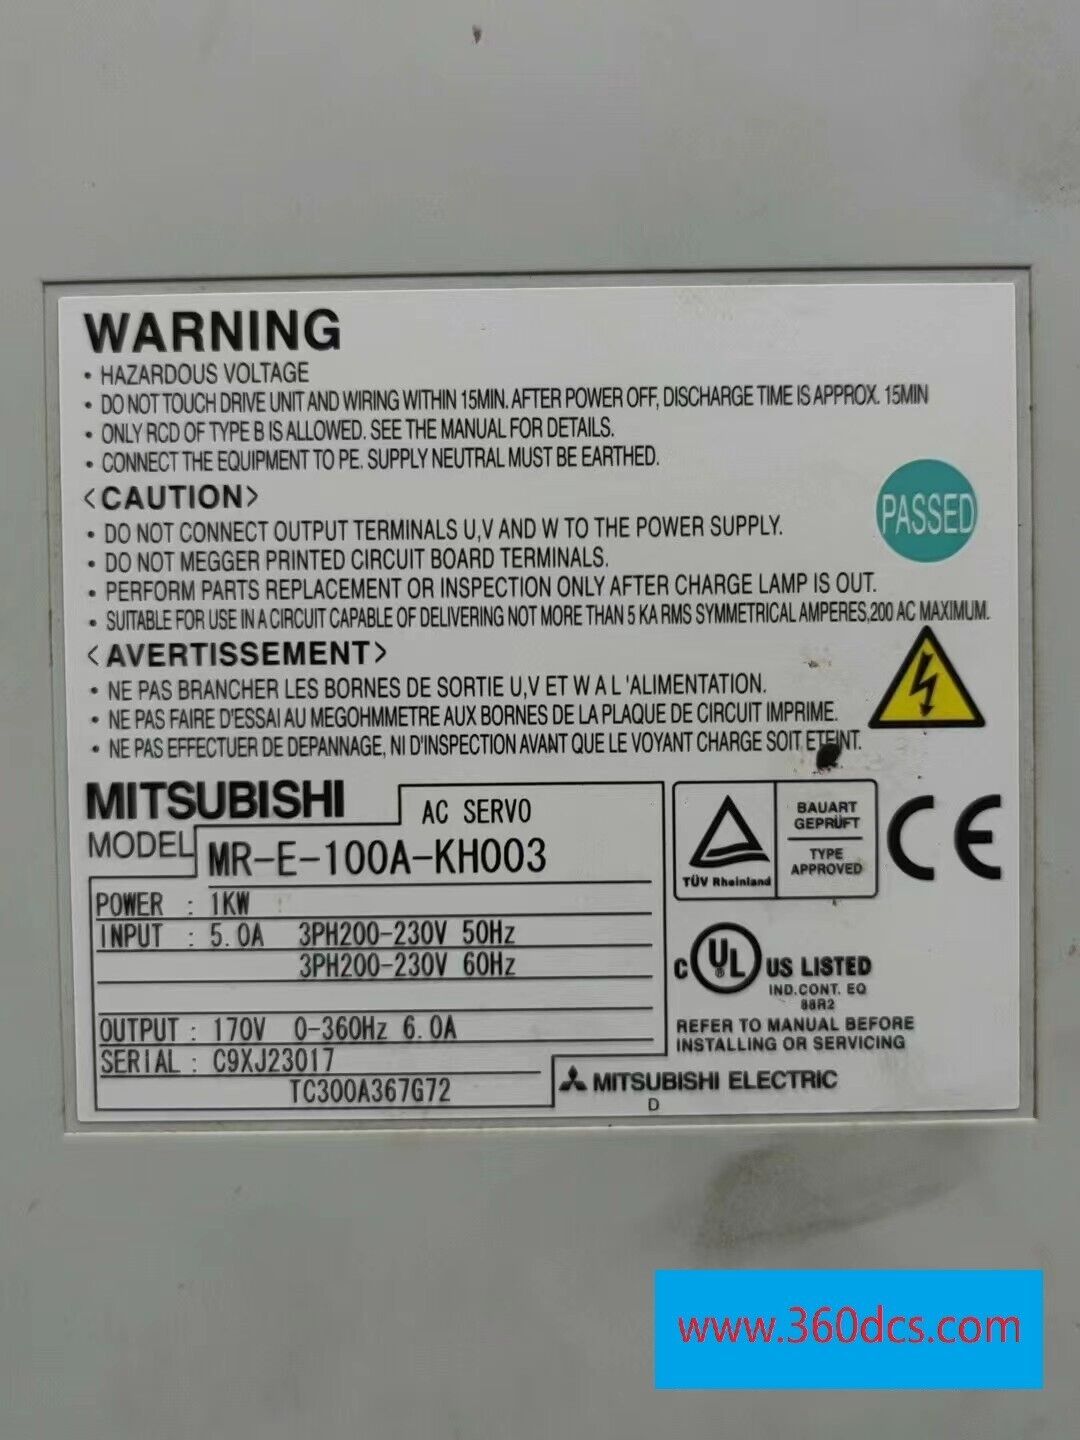 WARNING
• HAZARDOUS VOLTAGE
• DO NOT TOUCH DRIVE UNIT AND WIRING WITHIN 15MIN. AFTER POWER OFF, DISCHARGE TIME IS APPROX. 15MIN
• ONLY RCD OF TYPE B IS ALLOWED. SEE THE MANUAL FOR DETAILS.
• CONNECT THE EQUIPMENT TO PE. SUPPLY NEUTRAL MUST BE EARTHED.
<CAUTION>
PASSED
• DO NOT CONNECT OUTPUT TERMINALS U,V AND W TO THE POWER SUPPLY.
• DO NOT MEGGER PRINTED CIRCUIT BOARD TERMINALS.
• PERFORM PARTS REPLACEMENT OR INSPECTION ONLY AFTER CHARGE LAMP IS OUT.
• SUITABLE FOR USE IN A CIRCUIT CAPABLE OF DELIVERING NOT MORE THAN 5 KA RMS SYMMETRICAL AMPERES,200 AC MAXIMUM.
<AVERTISSEMENT>
• NE PAS BRANCHER LES BORNES DE SORTIE U,V ET W A L 'ALIMENTATION.
• NE PAS FAIRE D'ESSAI AU MEGOHMMETRE AUX BORNES DE LA PLAQUE DE CIRCUIT IMPRIME.
• NE PAS EFFECTUER DE DEPANNAGE, NI D'INSPECTION AVANT QUE LE VOYANT CHARGE SOIT ETEINT.
MITSUBISHI AC SERVO
MODEL MR-E-100A-KH003
POWER : 1KW
INPUT : 5.0A 3PH200-230V 50Hz
3PH200-230V 60Hz
OUTPUT : 170V 0-360Hz 6.0A
SERIAL : C9XJ23017
TC300A367G72
TÜV Rheinland
BAUART
GEPRÜFT
TYPE
APPROVED
CE
C UL ® US LISTED
IND.CONT. EQ
88R2
REFER TO MANUAL BEFORE
INSTALLING OR SERVICING
MITSUBISHI ELECTRIC
D
www.360dcs.com